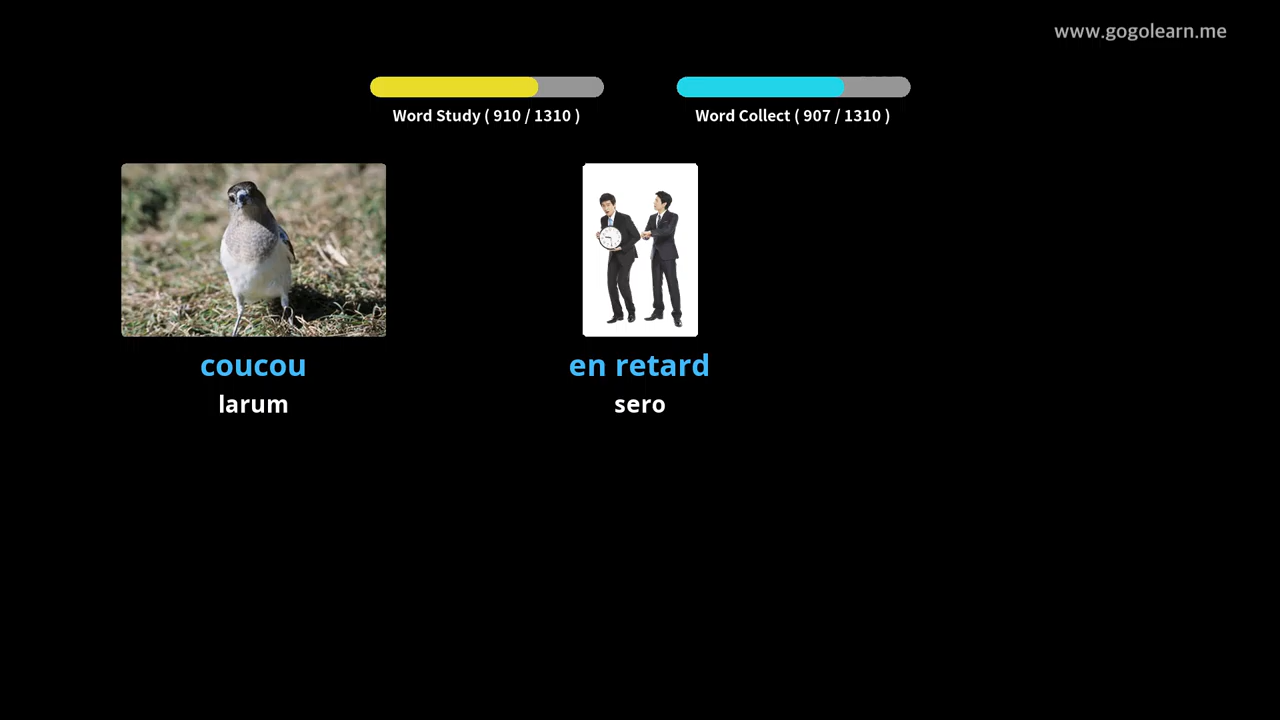 www.gogolearn.me
Word Study ( 910 / 1310 )
Word Collect ( 907 / 1310 )
coucou
larum
en retard
sero